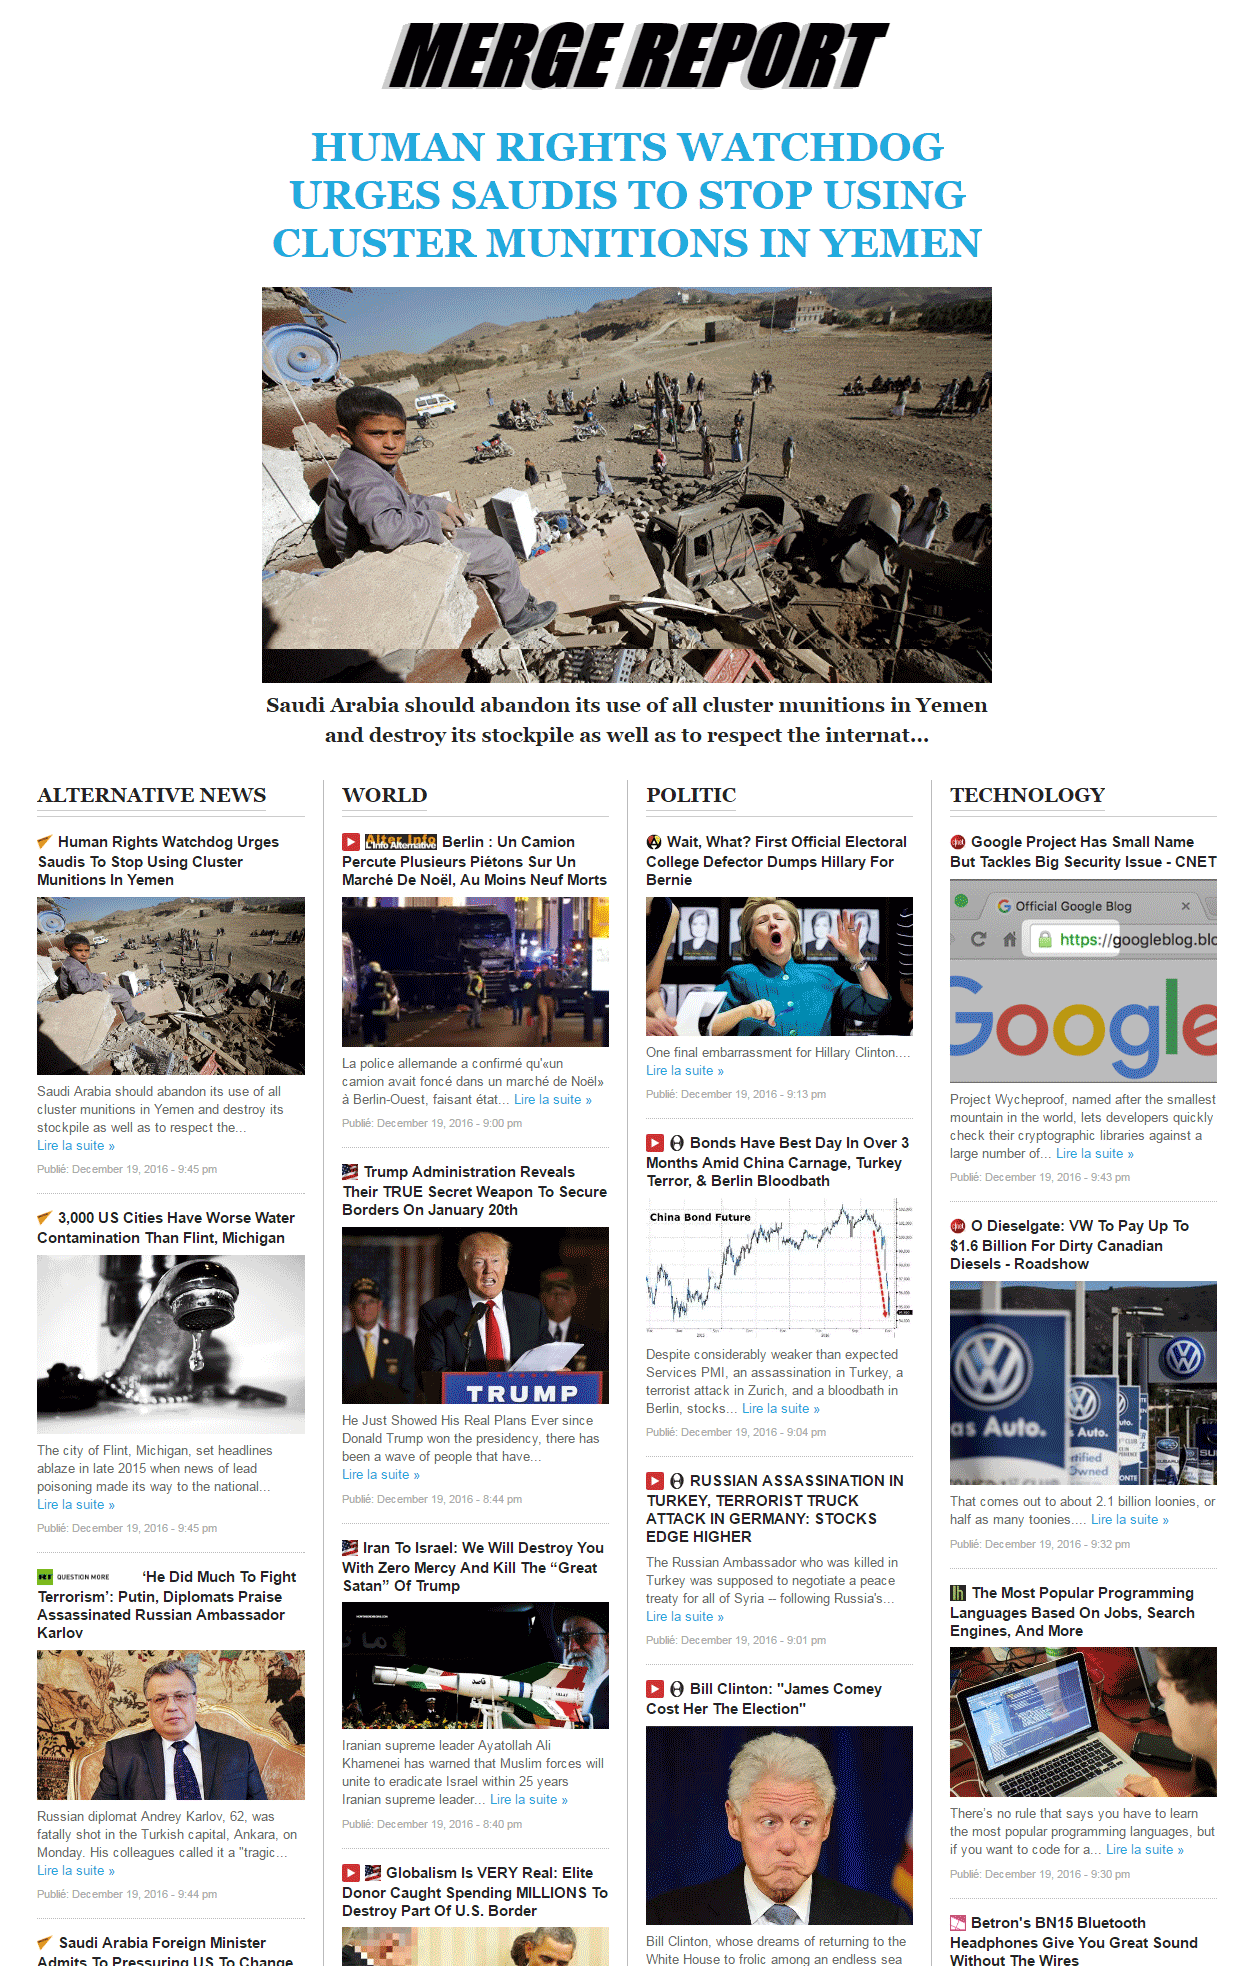 MERGE REPORT
HUMAN RIGHTS WATCHDOG
URGES SAUDIS TO STOP USING
CLUSTER MUNITIONS IN YEMEN
Saudi Arabia should abandon its use of all cluster munitions in Yemen
and destroy its stockpile as well as to respect the internat...
ALTERNATIVE NEWS
Human Rights Watchdog Urges
Saudis To Stop Using Cluster
Munitions In Yemen
Saudi Arabia should abandon its use of all
cluster munitions in Yemen and destroy its
stockpile as well as to respect the...
Lire la suite »
Publié: December 19, 2016 - 9:45 pm
3,000 US Cities Have Worse Water
Contamination Than Flint, Michigan
The city of Flint, Michigan, set headlines
ablaze in late 2015 when news of lead
poisoning made its way to the national...
Lire la suite »
Publié: December 19, 2016 - 9:45 pm
RT QUESTION MORE ‘He Did Much To Fight
Terrorism’: Putin, Diplomats Praise
Assassinated Russian Ambassador
Karlov
Russian diplomat Andrey Karlov, 62, was
fatally shot in the Turkish capital, Ankara, on
Monday. His colleagues called it a "tragic...
Lire la suite »
Publié: December 19, 2016 - 9:44 pm
Saudi Arabia Foreign Minister
Admits To Pressuring US To Change
WORLD
Alter Info
L'Info Alternative
Berlin : Un Camion
Percute Plusieurs Piétons Sur Un
Marché De Noël, Au Moins Neuf Morts
La police allemande a confirmé qu'«un
camion avait foncé dans un marché de Noël»
à Berlin-Ouest, faisant état... Lire la suite »
Publié: December 19, 2016 - 9:00 pm
Trump Administration Reveals
Their TRUE Secret Weapon To Secure
Borders On January 20th
TRUMP
He Just Showed His Real Plans Ever since
Donald Trump won the presidency, there has
been a wave of people that have...
Lire la suite »
Publié: December 19, 2016 - 8:44 pm
Iran To Israel: We Will Destroy You
With Zero Mercy And Kill The “Great
Satan” Of Trump
Iranian supreme leader Ayatollah Ali
Khamenei has warned that Muslim forces will
unite to eradicate Israel within 25 years
Iranian supreme leader... Lire la suite »
Publié: December 19, 2016 - 8:40 pm
Globalism Is VERY Real: Elite
Donor Caught Spending MILLIONS To
Destroy Part Of U.S. Border
POLITIC
Wait, What? First Official Electoral
College Defector Dumps Hillary For
Bernie
One final embarrassment for Hillary Clinton....
Lire la suite »
Publié: December 19, 2016 - 9:13 pm
Bonds Have Best Day In Over 3
Months Amid China Carnage, Turkey
Terror, & Berlin Bloodbath
China Bond Future
Despite considerably weaker than expected
Services PMI, an assassination in Turkey, a
terrorist attack in Zurich, and a bloodbath in
Berlin, stocks... Lire la suite »
Publié: December 19, 2016 - 9:04 pm
RUSSIAN ASSASSINATION IN
TURKEY, TERRORIST TRUCK
ATTACK IN GERMANY: STOCKS
EDGE HIGHER
The Russian Ambassador who was killed in
Turkey was supposed to negotiate a peace
treaty for all of Syria -- following Russia's...
Lire la suite »
Publié: December 19, 2016 - 9:01 pm
Bill Clinton: "James Comey
Cost Her The Election"
Bill Clinton, whose dreams of returning to the
White House to frolic among an endless sea
TECHNOLOGY
c|net
Google Project Has Small Name
But Tackles Big Security Issue - CNET
Official Google Blog
https://googleblog.blo
Google
Project Wycheproof, named after the smallest
mountain in the world, lets developers quickly
check their cryptographic libraries against a
large number of... Lire la suite »
Publié: December 19, 2016 - 9:43 pm
c|net
O Dieselgate: VW To Pay Up To
$1.6 Billion For Dirty Canadian
Diesels - Roadshow
as Auto.
Das Auto.
That comes out to about 2.1 billion loonies, or
half as many toonies.... Lire la suite »
Publié: December 19, 2016 - 9:32 pm
lh
The Most Popular Programming
Languages Based On Jobs, Search
Engines, And More
There's no rule that says you have to learn
the most popular programming languages, but
if you want to code for a... Lire la suite »
Publié: December 19, 2016 - 9:30 pm
Betron's BN15 Bluetooth
Headphones Give You Great Sound
Without The Wires